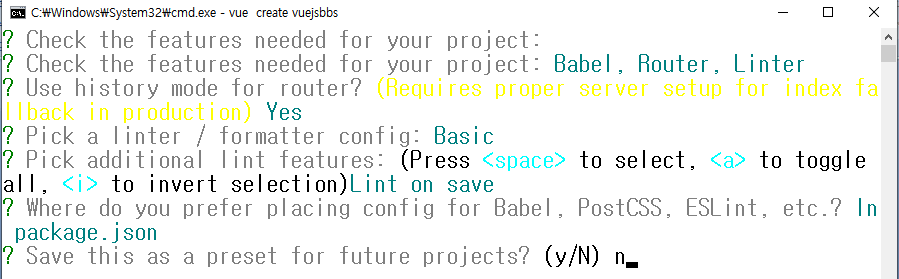 C:\Windows\System32\cmd.exe - vue  create vuejsbbs
? Check the features needed for your project:
? Check the features needed for your project: Babel, Router, Linter
? Use history mode for router? (Requires proper server setup for index fa
llback in production) Yes
? Pick a linter / formatter config: Basic
? Pick additional lint features: (Press <space> to select, <a> to toggle
all, <i> to invert selection)Lint on save
? Where do you prefer placing config for Babel, PostCSS, ESLint, etc.? In
 package.json
? Save this as a preset for future projects? (y/N) n